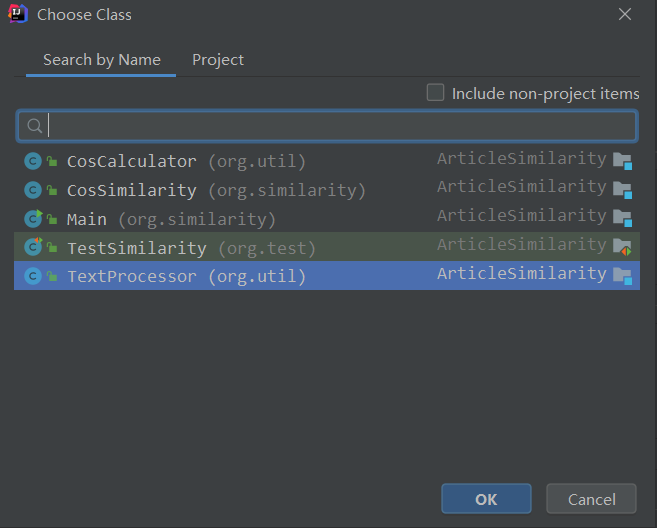 Choose Class
Search by Name Project
Include non-project items
CosCalculator (org.util) ArticleSimilarity
CosSimilarity (org.similarity) ArticleSimilarity
Main (org.similarity) ArticleSimilarity
TestSimilarity (org.test) ArticleSimilarity
TextProcessor (org.util) ArticleSimilarity
OK Cancel